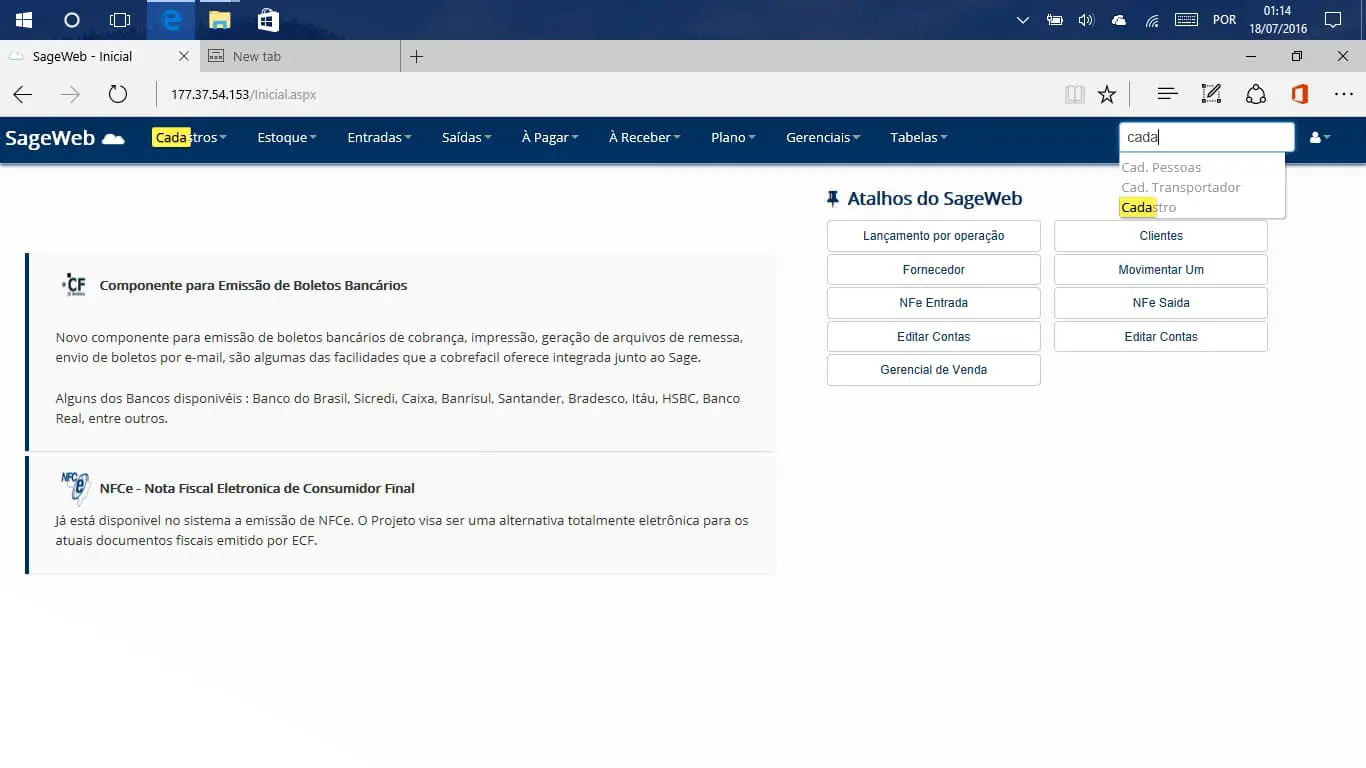 POR
01:14
18/07/2016
SageWeb - Inicial
New tab
177.37.54.153/Inicial.aspx
SageWeb
Cadastros
Estoque
Entradas
Saídas
À Pagar
À Receber
Plano
Gerenciais
Tabelas
cada
Cad. Pessoas
Cad. Transportador
Cadastro
Atalhos do SageWeb
Lançamento por operação
Clientes
Fornecedor
Movimentar Um
NFe Entrada
NFe Saida
Editar Contas
Editar Contas
Gerencial de Venda
CF
Componente para Emissão de Boletos Bancários
Novo componente para emissão de boletos bancários de cobrança, impressão, geração de arquivos de remessa,
envio de boletos por e-mail, são algumas das facilidades que a cobrefacil oferece integrada junto ao Sage.
Alguns dos Bancos disponivéis : Banco do Brasil, Sicredi, Caixa, Banrisul, Santander, Bradesco, Itáu, HSBC, Banco
Real, entre outros.
NFC e
NFCe - Nota Fiscal Eletronica de Consumidor Final
Já está disponivel no sistema a emissão de NFCe. O Projeto visa ser uma alternativa totalmente eletrônica para os
atuais documentos fiscais emitido por ECF.